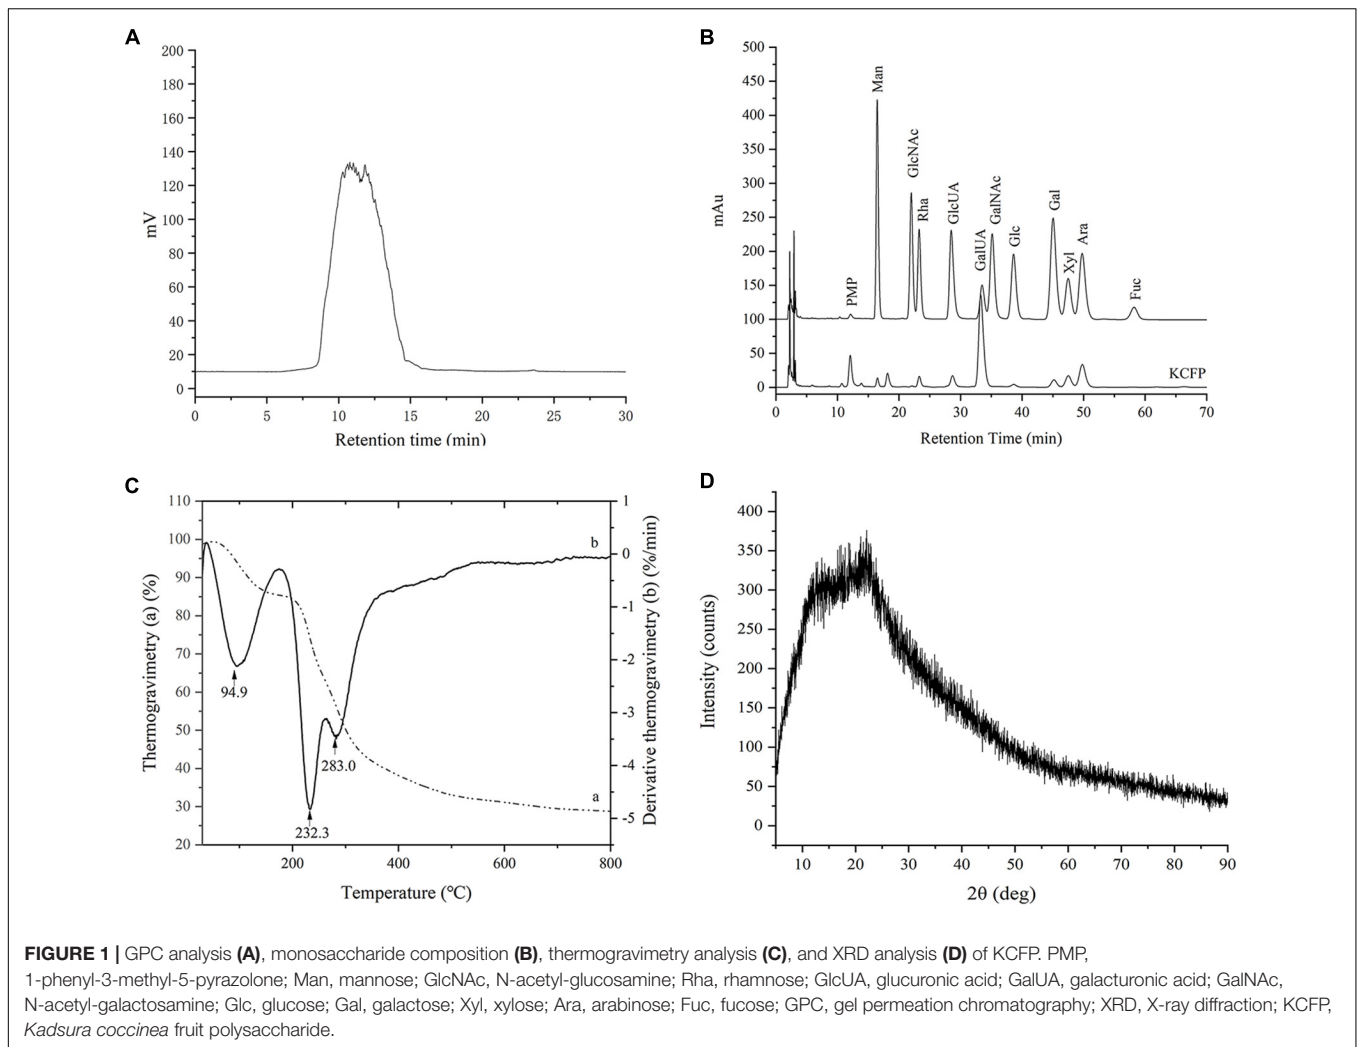 A
200
180
160
140
120
100
80
60
40
20
0
mV
0 5 10 15 20 25 30
Retention time (min)
B
500
450
400
350
300
250
200
150
100
50
0
mAu
PMP
Man
GlcNAc
Rha
GlcUA
GalUA
GalNAc
Glc
Gal
Xyl
Ara
Fuc
KCFP
0 10 20 30 40 50 60 70
Retention Time (min)
C
110
100
90
80
70
60
50
40
30
20
Thermogravimetry (a) (%)
1
0
-1
-2
-3
-4
-5
Derivative thermogravimetry (b) (%/min)
b
94.9
283.0
a
232.3
200 400 600 800
Temperature (℃)
D
400
350
300
250
200
150
100
50
0
Intensity (counts)
10 20 30 40 50 60 70 80 90
2θ (deg)
FIGURE 1 | GPC analysis (A), monosaccharide composition (B), thermogravimetry analysis (C), and XRD analysis (D) of KCFP. PMP,
1-phenyl-3-methyl-5-pyrazolone; Man, mannose; GlcNAc, N-acetyl-glucosamine; Rha, rhamnose; GlcUA, glucuronic acid; GalUA, galacturonic acid; GalNAc,
N-acetyl-galactosamine; Glc, glucose; Gal, galactose; Xyl, xylose; Ara, arabinose; Fuc, fucose; GPC, gel permeation chromatography; XRD, X-ray diffraction; KCFP,
Kadsura coccinea fruit polysaccharide.